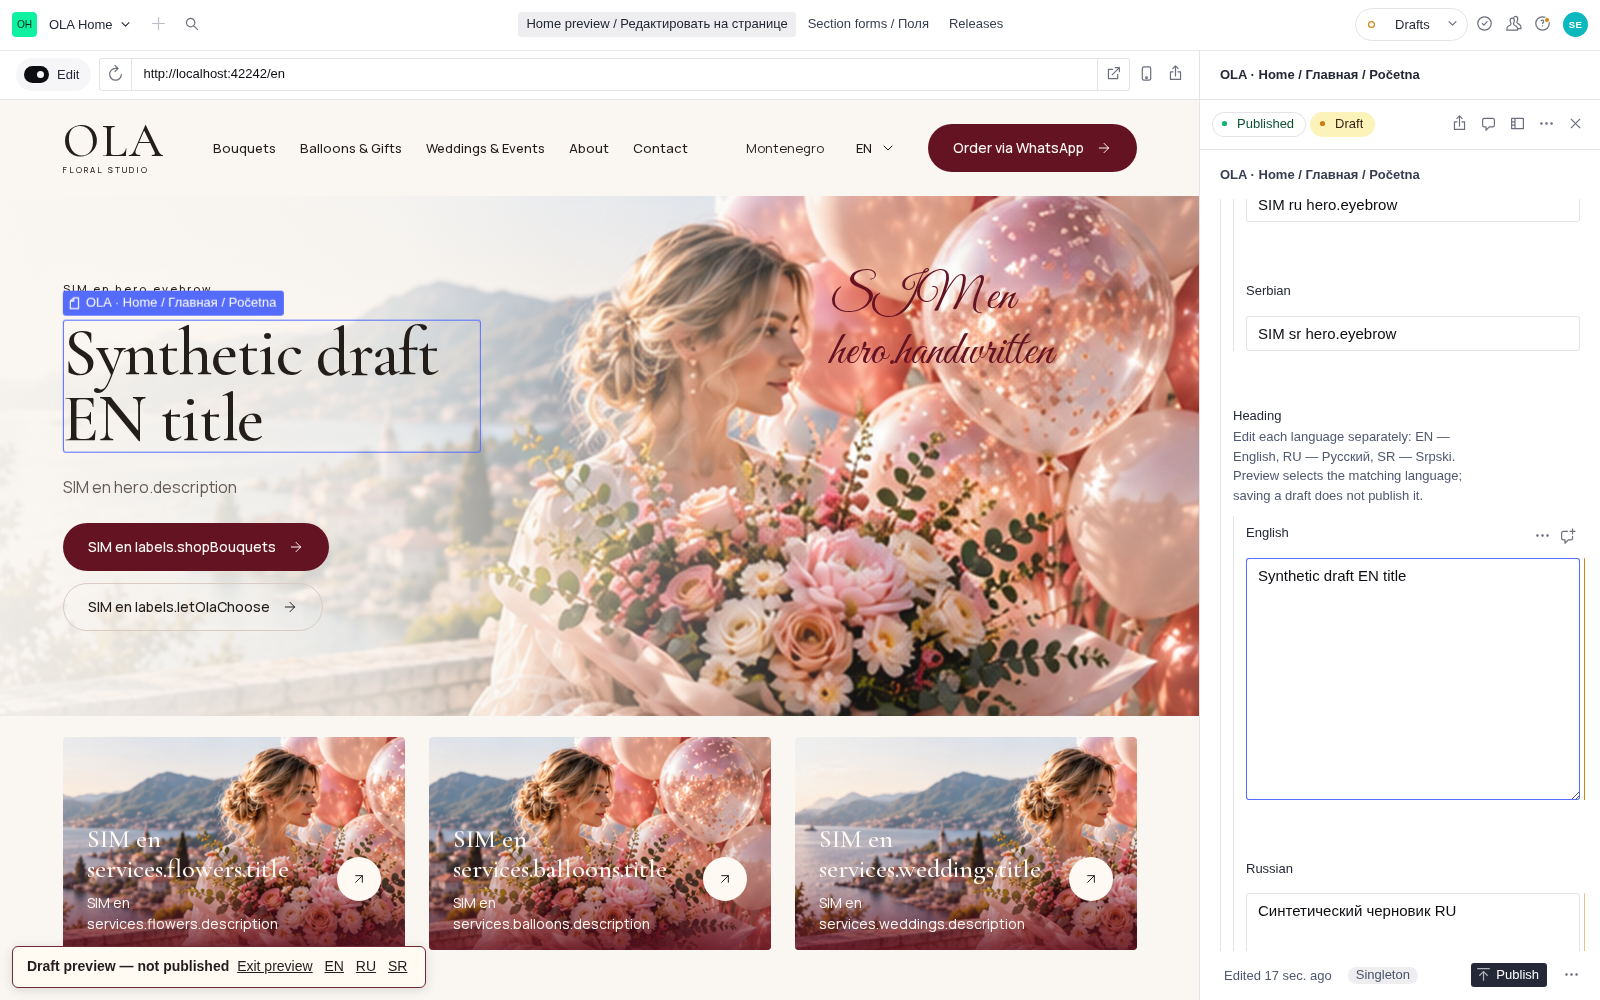 OH OLA Home Home preview / Редактировать на странице Section forms / Поля Releases Drafts SE
Edit http://localhost:42242/en
OLA · Home / Главная / Početna
OLA
FLORAL STUDIO
Bouquets Balloons & Gifts Weddings & Events About Contact Montenegro EN Order via WhatsApp
SIM en hero.eyebrow
OLA · Home / Главная / Početna
Synthetic draft
EN title
SIM en
hero.handwritten
SIM en hero.description
SIM en labels.shopBouquets
SIM en labels.letOlaChoose
SIM en
services.flowers.title
SIM en
services.flowers.description
SIM en
services.balloons.title
SIM en
services.balloons.description
SIM en
services.weddings.title
SIM en
services.weddings.description
Draft preview — not published Exit preview EN RU SR
Published Draft
OLA · Home / Главная / Početna
SIM ru hero.eyebrow
Serbian
SIM sr hero.eyebrow
Heading
Edit each language separately: EN —
English, RU — Русский, SR — Srpski.
Preview selects the matching language;
saving a draft does not publish it.
English
Synthetic draft EN title
Russian
Синтетический черновик RU
Edited 17 sec. ago Singleton Publish